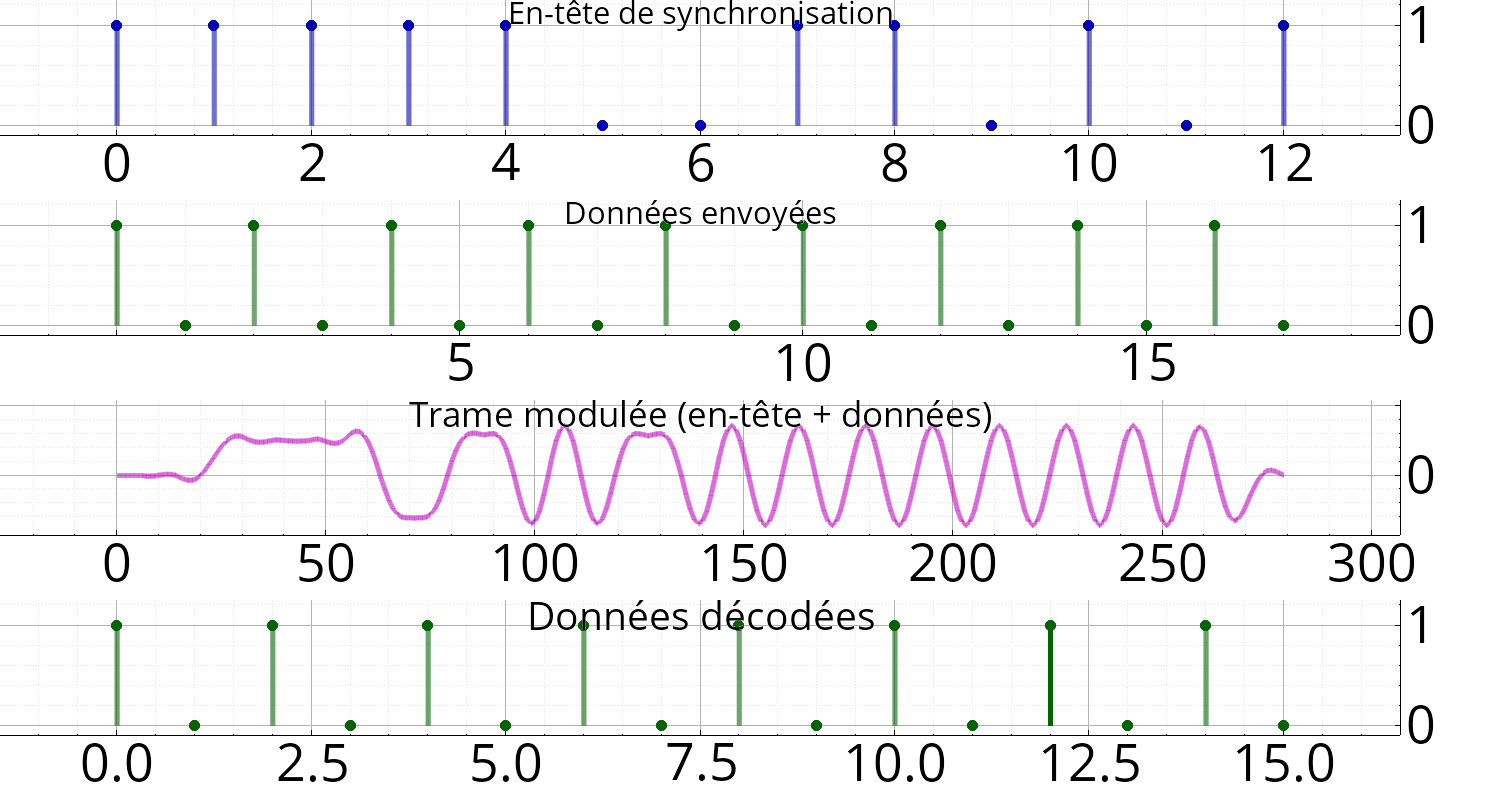 En-tête de synchronisation
1
0
0 2 4 6 8 10 12
Données envoyées
1
0
5 10 15
Trame modulée (en-tête + données)
0
0 50 100 150 200 250 300
Données décodées
1
0
0.0 2.5 5.0 7.5 10.0 12.5 15.0